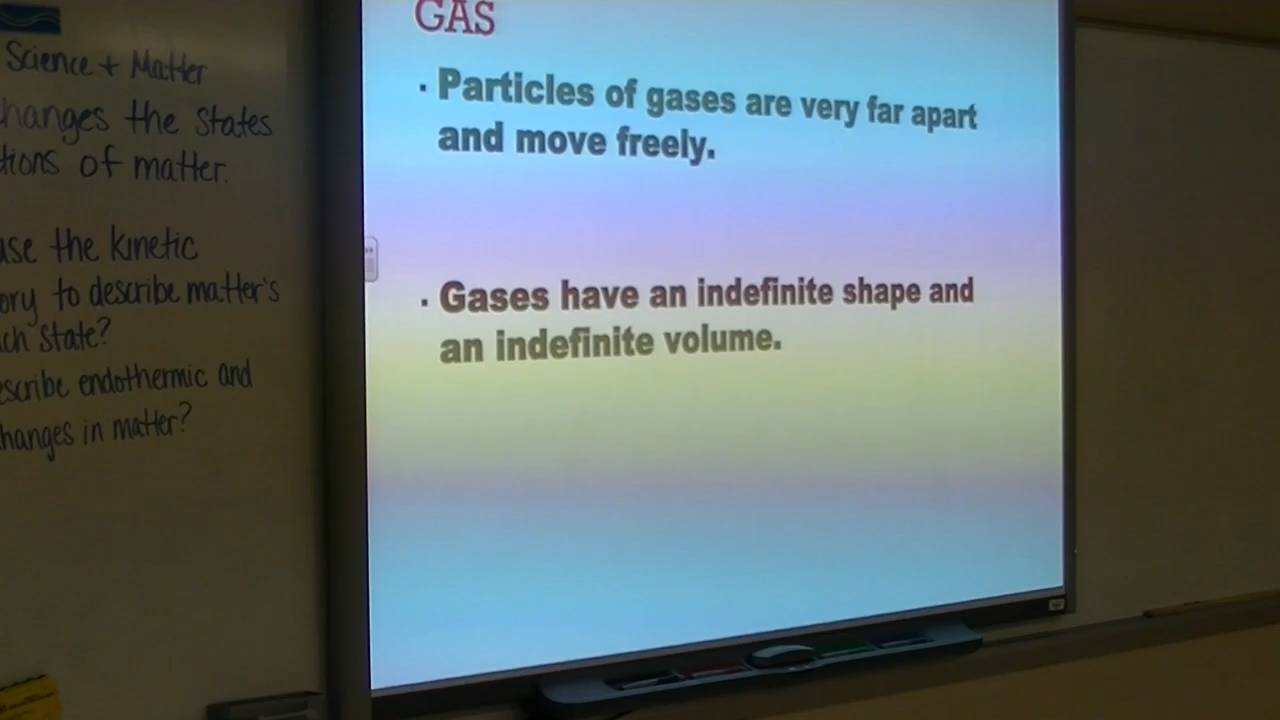 Science + Matter
hanges the states
tions of matter.
use the kinetic
ory to describe matter's
ch state?
escribe endothermic and
hanges in matter?
GAS
· Particles of gases are very far apart
and move freely.
· Gases have an indefinite shape and
an indefinite volume.